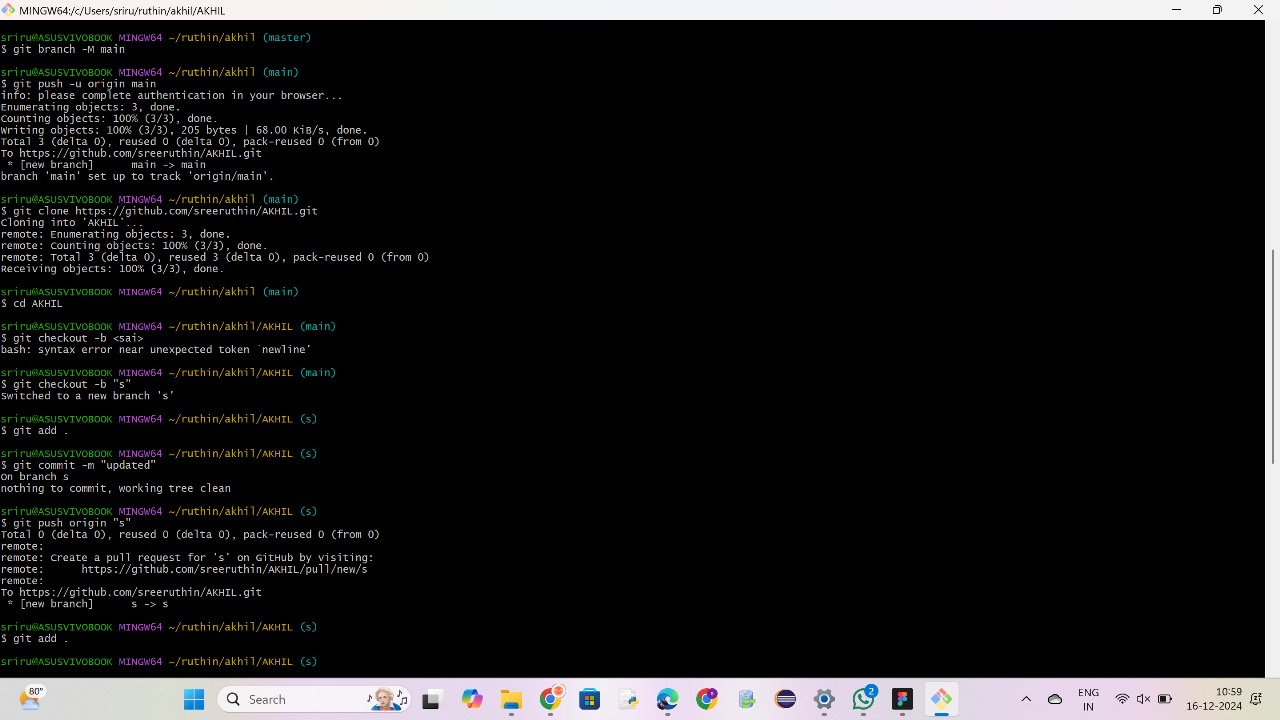 MINGW64:/c/Users/sriru/ruthin/akhil/AKHIL
sriru@ASUSVIVOBOOK MINGW64 ~/ruthin/akhil (master)
$ git branch -M main
sriru@ASUSVIVOBOOK MINGW64 ~/ruthin/akhil (main)
$ git push -u origin main
info: please complete authentication in your browser...
Enumerating objects: 3, done.
Counting objects: 100% (3/3), done.
Writing objects: 100% (3/3), 205 bytes | 68.00 KiB/s, done.
Total 3 (delta 0), reused 0 (delta 0), pack-reused 0 (from 0)
To https://github.com/sreeruthin/AKHIL.git
 * [new branch]      main -> main
branch 'main' set up to track 'origin/main'.
sriru@ASUSVIVOBOOK MINGW64 ~/ruthin/akhil (main)
$ git clone https://github.com/sreeruthin/AKHIL.git
Cloning into 'AKHIL'...
remote: Enumerating objects: 3, done.
remote: Counting objects: 100% (3/3), done.
remote: Total 3 (delta 0), reused 3 (delta 0), pack-reused 0 (from 0)
Receiving objects: 100% (3/3), done.
sriru@ASUSVIVOBOOK MINGW64 ~/ruthin/akhil (main)
$ cd AKHIL
sriru@ASUSVIVOBOOK MINGW64 ~/ruthin/akhil/AKHIL (main)
$ git checkout -b <sai>
bash: syntax error near unexpected token `newline'
sriru@ASUSVIVOBOOK MINGW64 ~/ruthin/akhil/AKHIL (main)
$ git checkout -b "s"
Switched to a new branch 's'
sriru@ASUSVIVOBOOK MINGW64 ~/ruthin/akhil/AKHIL (s)
$ git add .
sriru@ASUSVIVOBOOK MINGW64 ~/ruthin/akhil/AKHIL (s)
$ git commit -m "updated"
On branch s
nothing to commit, working tree clean
sriru@ASUSVIVOBOOK MINGW64 ~/ruthin/akhil/AKHIL (s)
$ git push origin "s"
Total 0 (delta 0), reused 0 (delta 0), pack-reused 0 (from 0)
remote:
remote: Create a pull request for 's' on GitHub by visiting:
remote:      https://github.com/sreeruthin/AKHIL/pull/new/s
remote:
To https://github.com/sreeruthin/AKHIL.git
 * [new branch]      s -> s
sriru@ASUSVIVOBOOK MINGW64 ~/ruthin/akhil/AKHIL (s)
$ git add .
sriru@ASUSVIVOBOOK MINGW64 ~/ruthin/akhil/AKHIL (s)
80°
Search
2
ENG
IN
10:59
16-12-2024